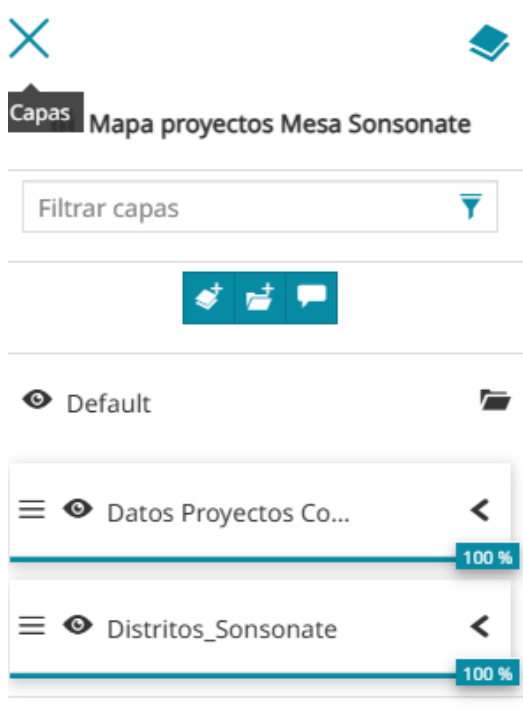 Capas
Mapa proyectos Mesa Sonsonate
Filtrar capas
Default
Datos Proyectos Co...
100 %
Distritos_Sonsonate
100 %